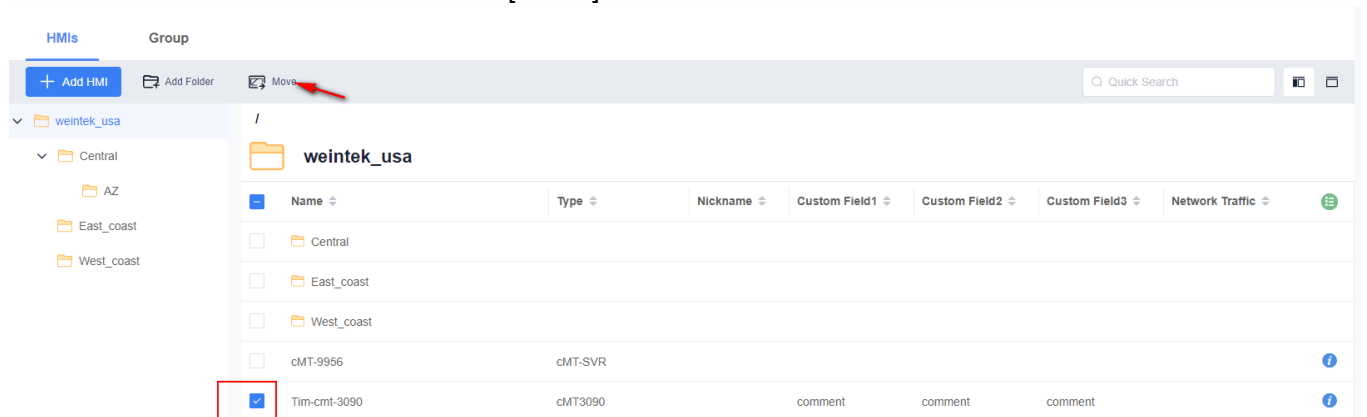 HMIs Group
+ Add HMI Add Folder Move Quick Search
weintek_usa /
weintek_usa
Central
AZ
East_coast
West_coast
Name Type Nickname Custom Field1 Custom Field2 Custom Field3 Network Traffic
Central
East_coast
West_coast
cMT-9956 cMT-SVR
Tim-cmt-3090 cMT3090 comment comment comment